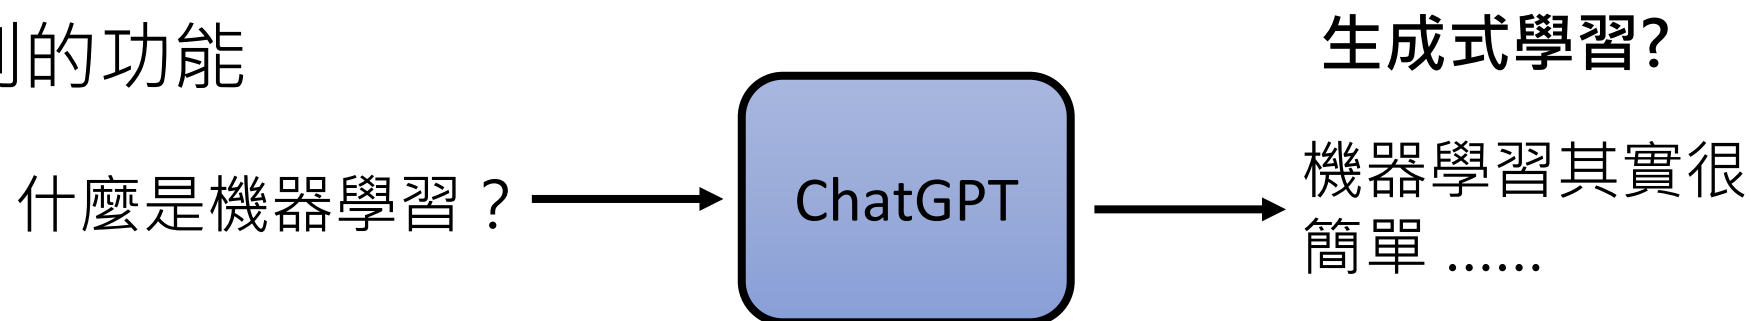 的功能
生成式學習?
什麼是機器學習？
ChatGPT
機器學習其實很
簡單 ......